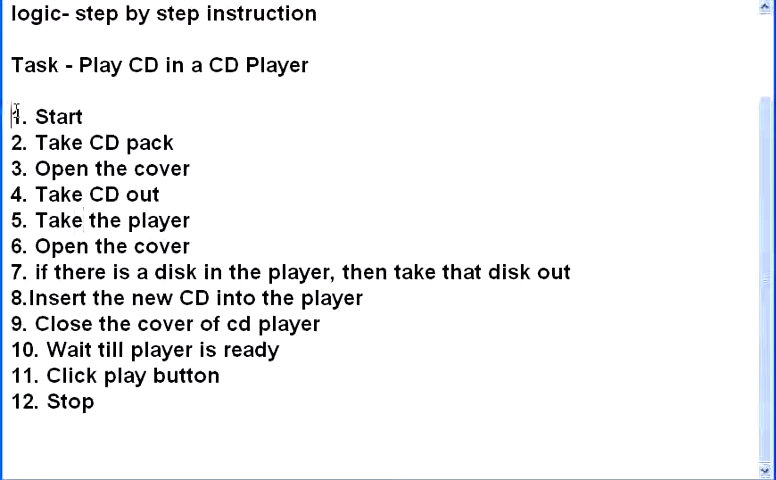 logic- step by step instruction
Task - Play CD in a CD Player
1. Start
2. Take CD pack
3. Open the cover
4. Take CD out
5. Take the player
6. Open the cover
7. if there is a disk in the player, then take that disk out
8.Insert the new CD into the player
9. Close the cover of cd player
10. Wait till player is ready
11. Click play button
12. Stop